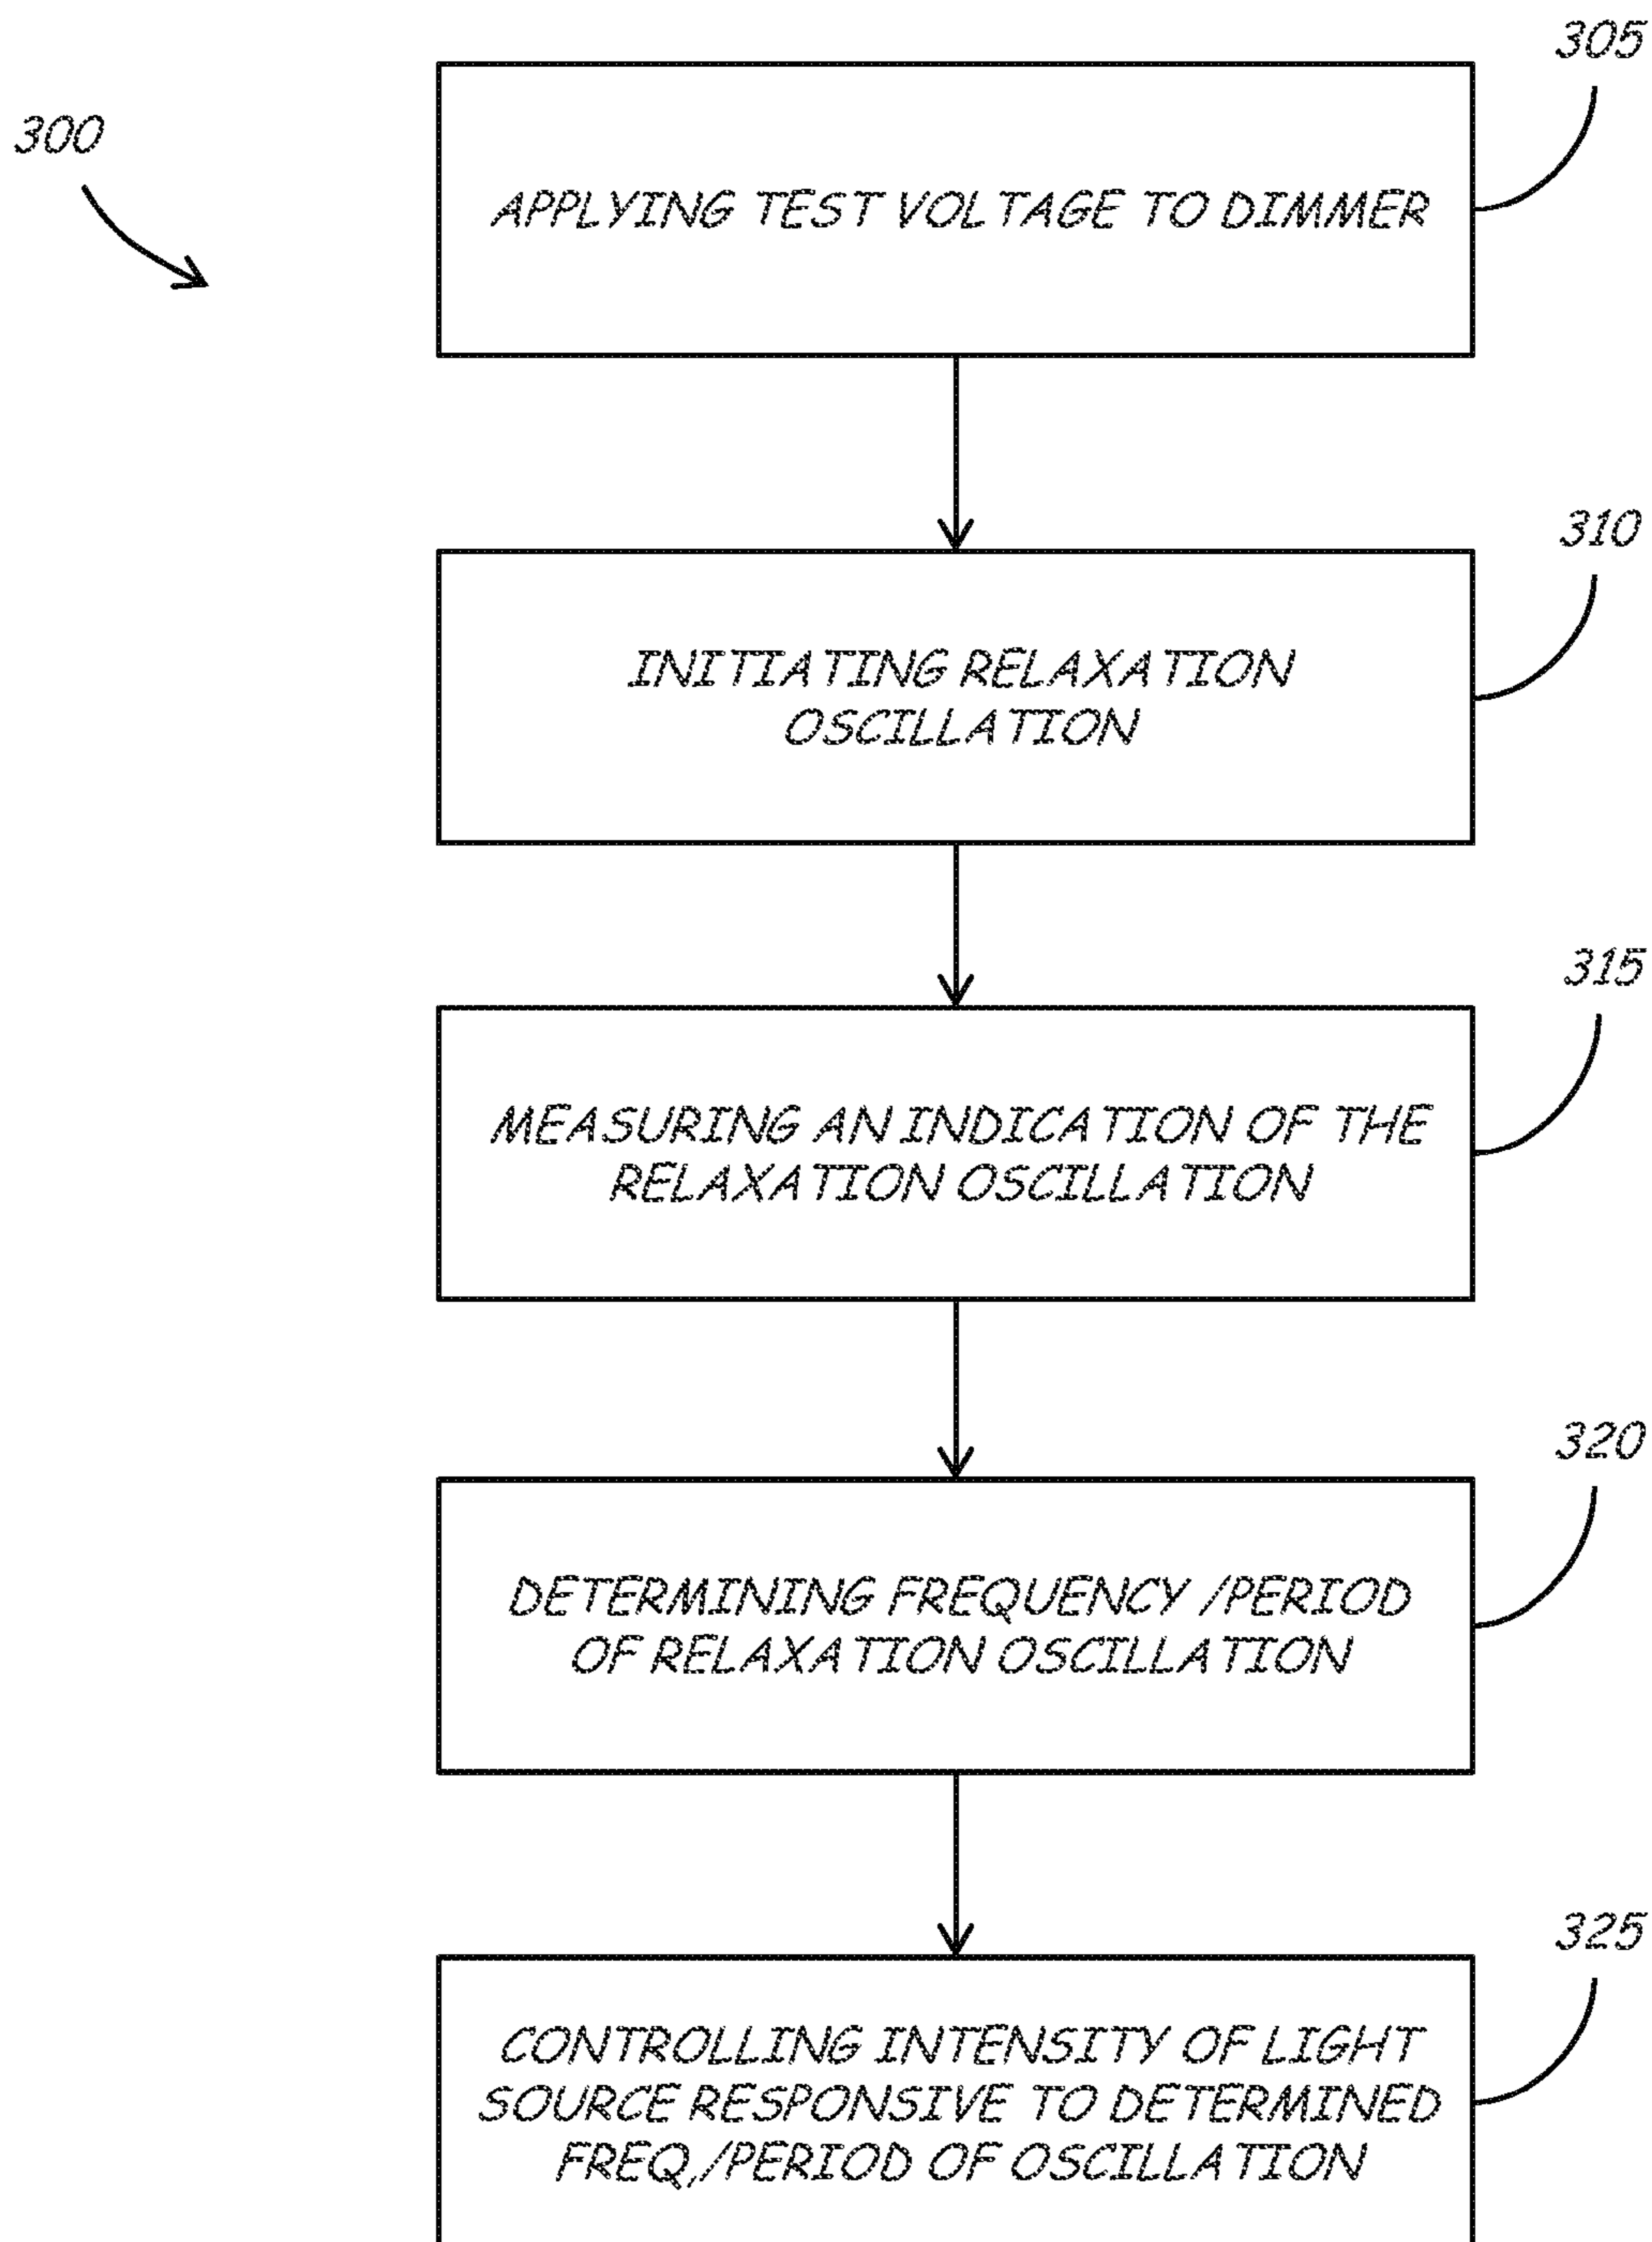 305
300
APPLYING TEST VOLTAGE TO DIMMER
310
INITIATING RELAXATION
OSCILLATION
315
MEASURING AN INDICATION OF THE
RELAXATION OSCILLATION
320
DETERMINING FREQUENCY /PERIOD
OF RELAXATION OSCILLATION
325
CONTROLLING INTENSITY OF LIGHT
SOURCE RESPONSIVE TO DETERMINED
FREQ./PERIOD OF OSCILLATION